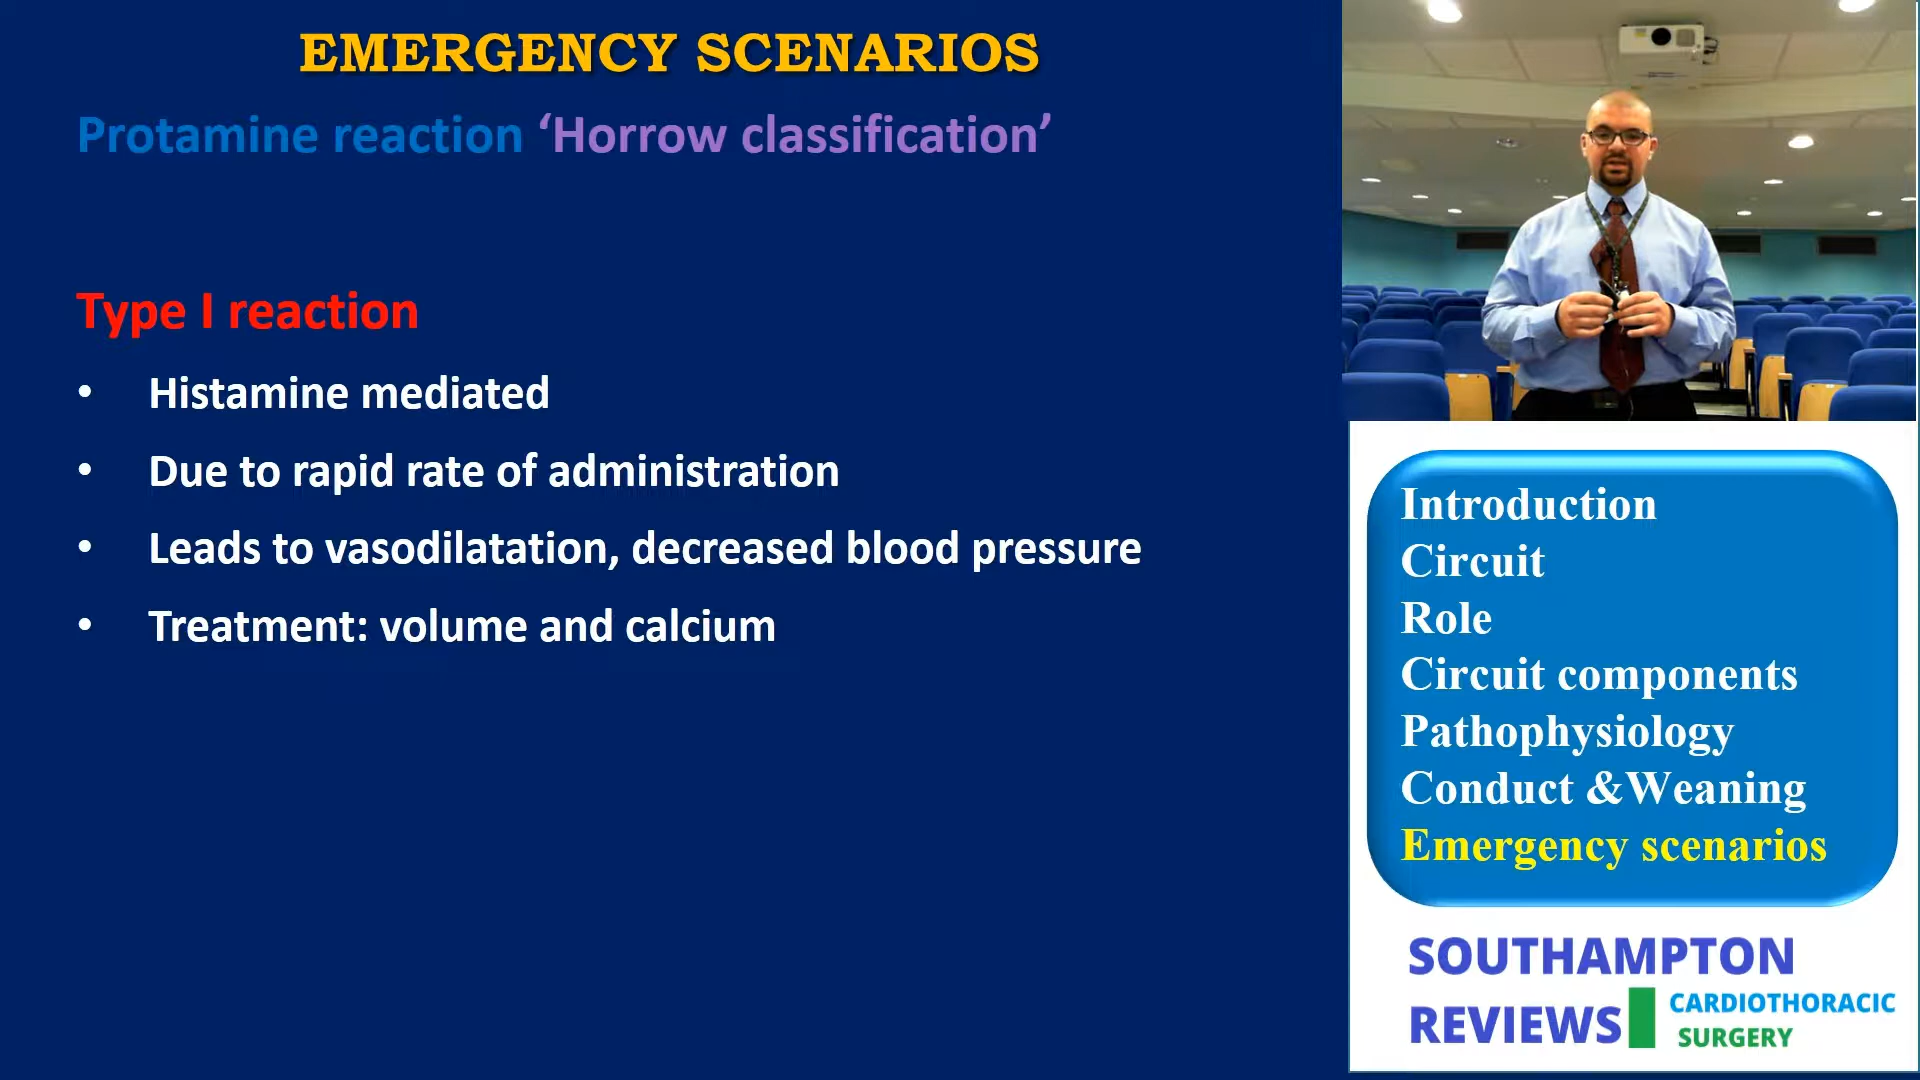 EMERGENCY SCENARIOS
Protamine reaction ‘Horrow classification’
Type I reaction
• Histamine mediated
• Due to rapid rate of administration
• Leads to vasodilatation, decreased blood pressure
• Treatment: volume and calcium
Introduction
Circuit
Role
Circuit components
Pathophysiology
Conduct &Weaning
Emergency scenarios
SOUTHAMPTON
REVIEWS CARDIOTHORACIC
SURGERY